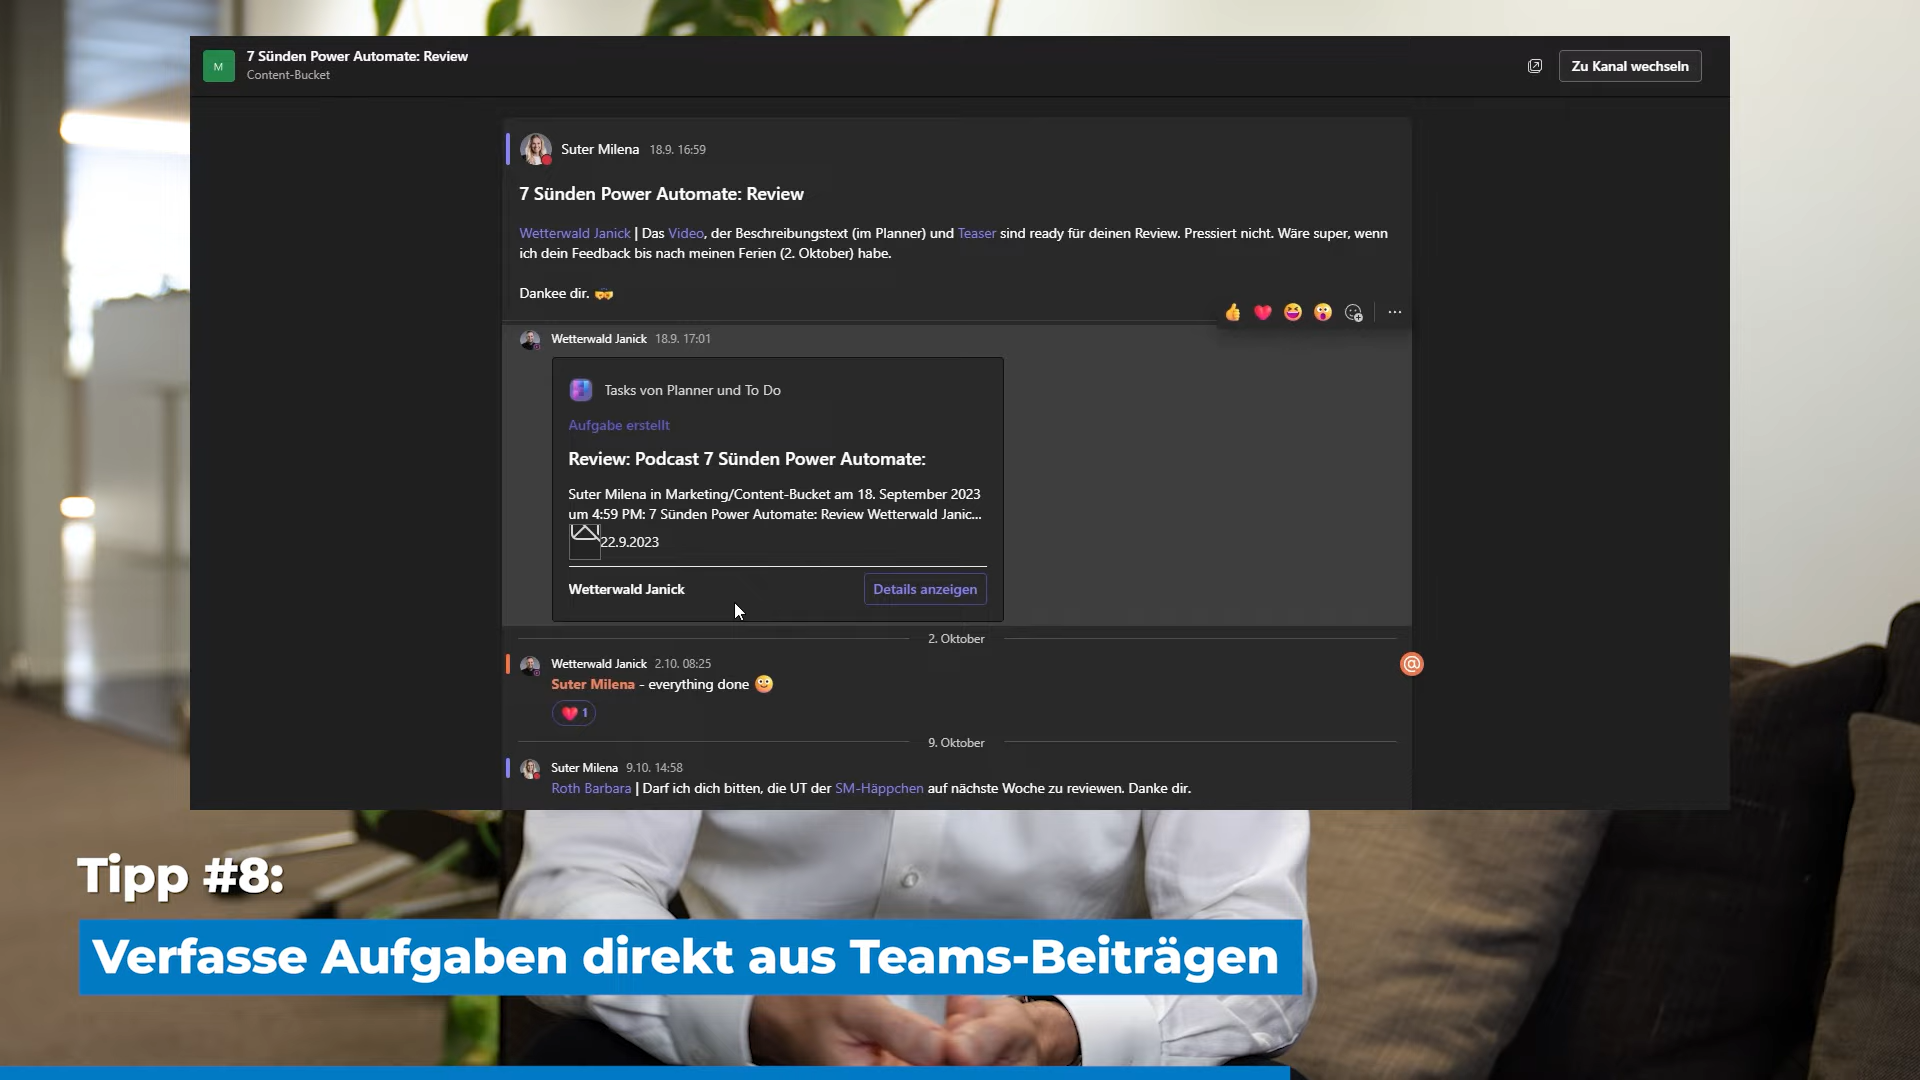 M
7 Sünden Power Automate: Review
Content-Bucket
Zu Kanal wechseln
Suter Milena 18.9. 16:59
7 Sünden Power Automate: Review
Wetterwald Janick | Das Video, der Beschreibungstext (im Planner) und Teaser sind ready für deinen Review. Pressiert nicht. Wäre super, wenn
ich dein Feedback bis nach meinen Ferien (2. Oktober) habe.
Dankee dir.
Wetterwald Janick 18.9. 17:01
Tasks von Planner und To Do
Aufgabe erstellt
Review: Podcast 7 Sünden Power Automate:
Suter Milena in Marketing/Content-Bucket am 18. September 2023
um 4:59 PM: 7 Sünden Power Automate: Review Wetterwald Janic...
22.9.2023
Wetterwald Janick
Details anzeigen
2. Oktober
Wetterwald Janick 2.10. 08:25
@
Suter Milena - everything done
1
9. Oktober
Suter Milena 9.10. 14:58
Roth Barbara | Darf ich dich bitten, die UT der SM-Häppchen auf nächste Woche zu reviewen. Danke dir.
Tipp #8:
Verfasse Aufgaben direkt aus Teams-Beiträgen